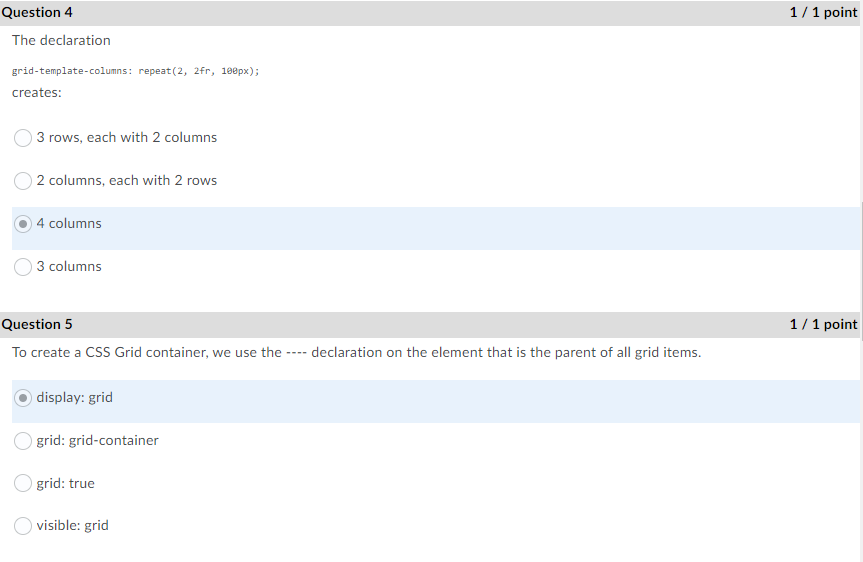 Question 4 1 / 1 point
The declaration
grid-template-columns: repeat(2, 2fr, 100px);
creates:
3 rows, each with 2 columns
2 columns, each with 2 rows
4 columns
3 columns
Question 5 1 / 1 point
To create a CSS Grid container, we use the ---- declaration on the element that is the parent of all grid items.
display: grid
grid: grid-container
grid: true
visible: grid